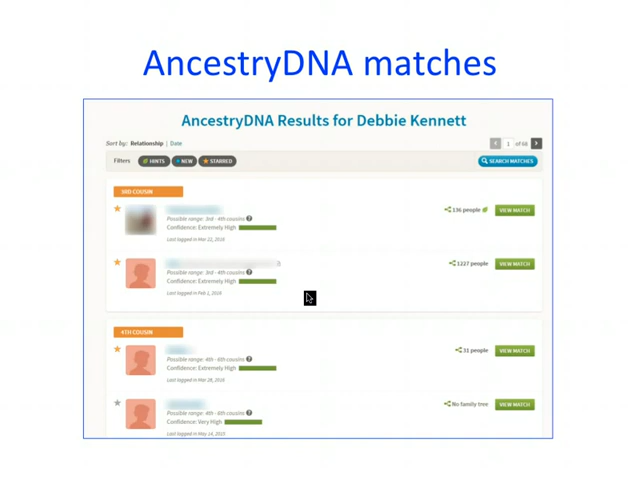 AncestryDNA matches
AncestryDNA Results for Debbie Kennett
Sort by: Relationship | Date
1 of 68
Filters HINTS NEW STARRED
SEARCH MATCHES
3RD COUSIN
136 people VIEW MATCH
Possible range: 3rd - 4th cousins ?
Confidence: Extremely High
Last logged in Mar 22, 2016
1227 people VIEW MATCH
Possible range: 3rd - 4th cousins ?
Confidence: Extremely High
Last logged in Feb 1, 2016
4TH COUSIN
31 people VIEW MATCH
Possible range: 4th - 6th cousins ?
Confidence: Extremely High
Last logged in Mar 28, 2016
No family tree VIEW MATCH
Possible range: 4th - 6th cousins ?
Confidence: Very High
Last logged in May 14, 2015